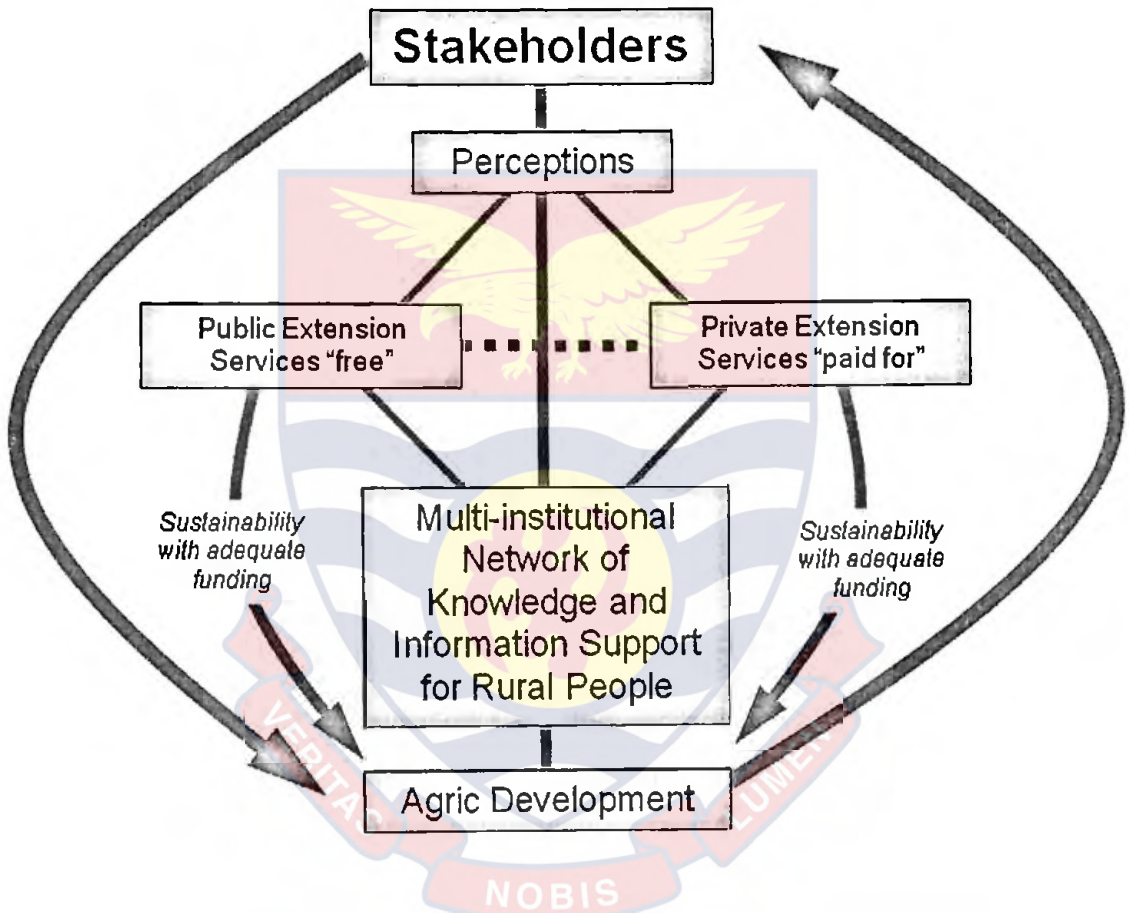 Stakeholders
Perceptions
Public Extension
Services "free"
Private Extension
Services "paid for"
Sustainability
with adequate
funding
Multi-institutional
Network of
Knowledge and
Information Support
for Rural People
Sustainability
with adequate
funding
Agric Development
VERITAS
NOBIS
LUMEN